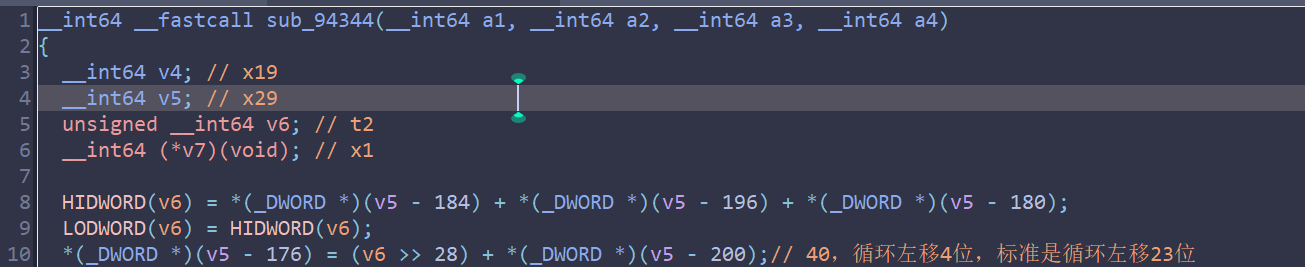 1 __int64 __fastcall sub_94344(__int64 a1, __int64 a2, __int64 a3, __int64 a4)
2 {
3 __int64 v4; // x19
4 __int64 v5; // x29
5 unsigned __int64 v6; // t2
6 __int64 (*v7)(void); // x1
7
8 HIDWORD(v6) = *(_DWORD *)(v5 - 184) + *(_DWORD *)(v5 - 196) + *(_DWORD *)(v5 - 180);
9 LODWORD(v6) = HIDWORD(v6);
10 *(_DWORD *)(v5 - 176) = (v6 >> 28) + *(_DWORD *)(v5 - 200);// 40, 循环左移4位，标准是循环左移23位